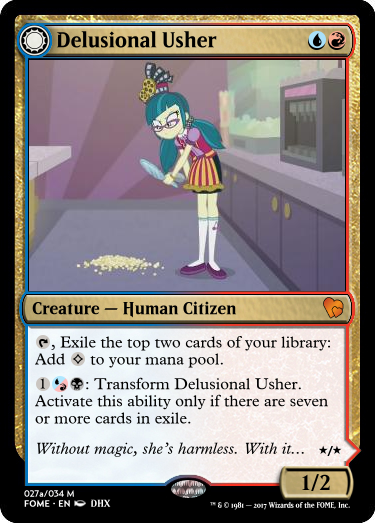 Delusional Usher
, Exile the top two cards of your library:
Creature — Human Citizen
Add to your mana pool.
1 : Transform Delusional Usher.
Activate this ability only if there are seven
or more cards in exile.
Without magic, she's harmless. With it... ★/★
1/2
027a/034 M
FOME · EN DHX
™ & © 1981 — 2017 Wizards of the FOME, Inc.